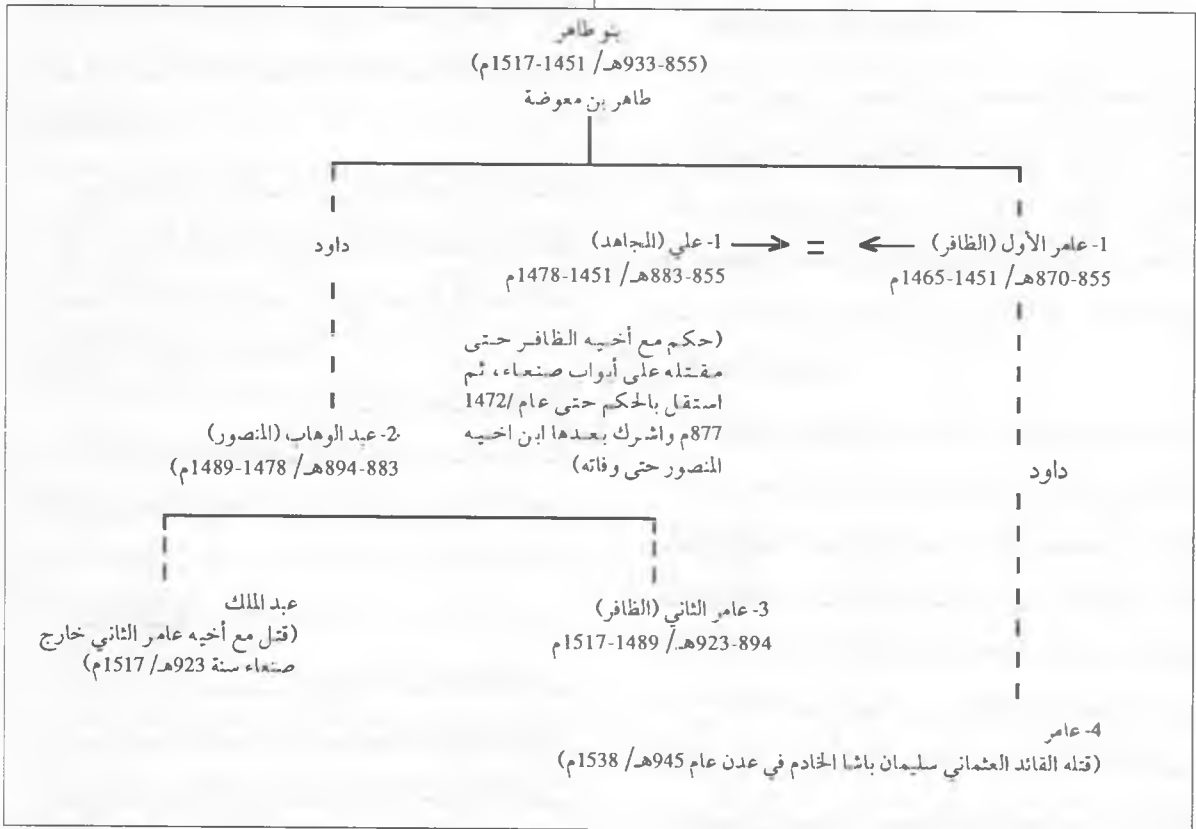 بنو طاهر
(855-933هـ/ 1451-1517م)
طاهر بن معوضة
1- عامر الأول (الظافر)
855-870هـ/ 1451-1465م
=
1- علي (المجاهد)
855-883هـ/ 1451-1478م
داود
(حكم مع أخيه الظافر حتى
مقتله على أبواب صنعاء، ثم
استقل بالحكم حتى عام /1472
877م واشرك بعدها ابن اخيه
المنصور حتى وفاته)
2- عبد الوهاب (المنصور)
883-894هـ/ 1478-1489م)
داود
3- عامر الثاني (الظافر)
894-923هـ/ 1489-1517م
عبد الملك
(قتل مع أخيه عامر الثاني خارج
صنعاء سنة 923هـ/ 1517م)
4- عامر
(قتله القائد العثماني سليمان باشا الخادم في عدن عام 945هـ/ 1538م)